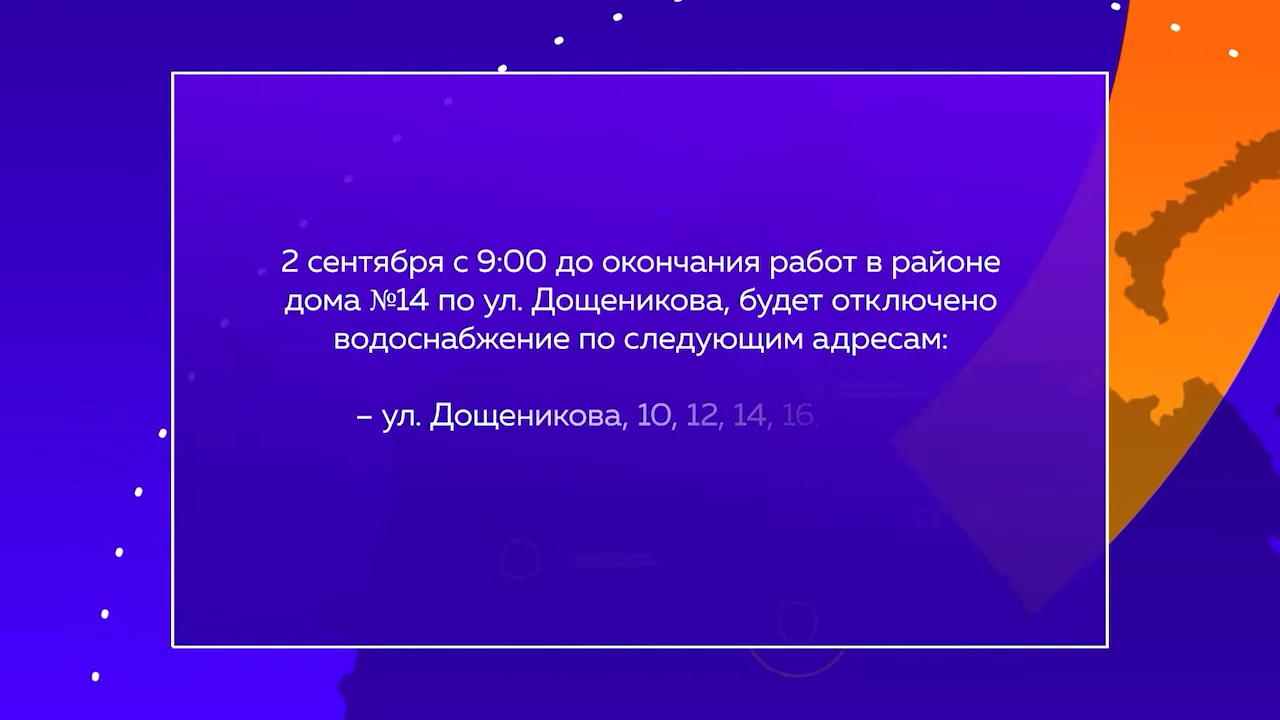 2 сентября с 9:00 до окончания работ в районе
дома №14 по ул. Дощеникова, будет отключено
водоснабжение по следующим адресам:
– ул. Дощеникова, 10, 12, 14, 16,